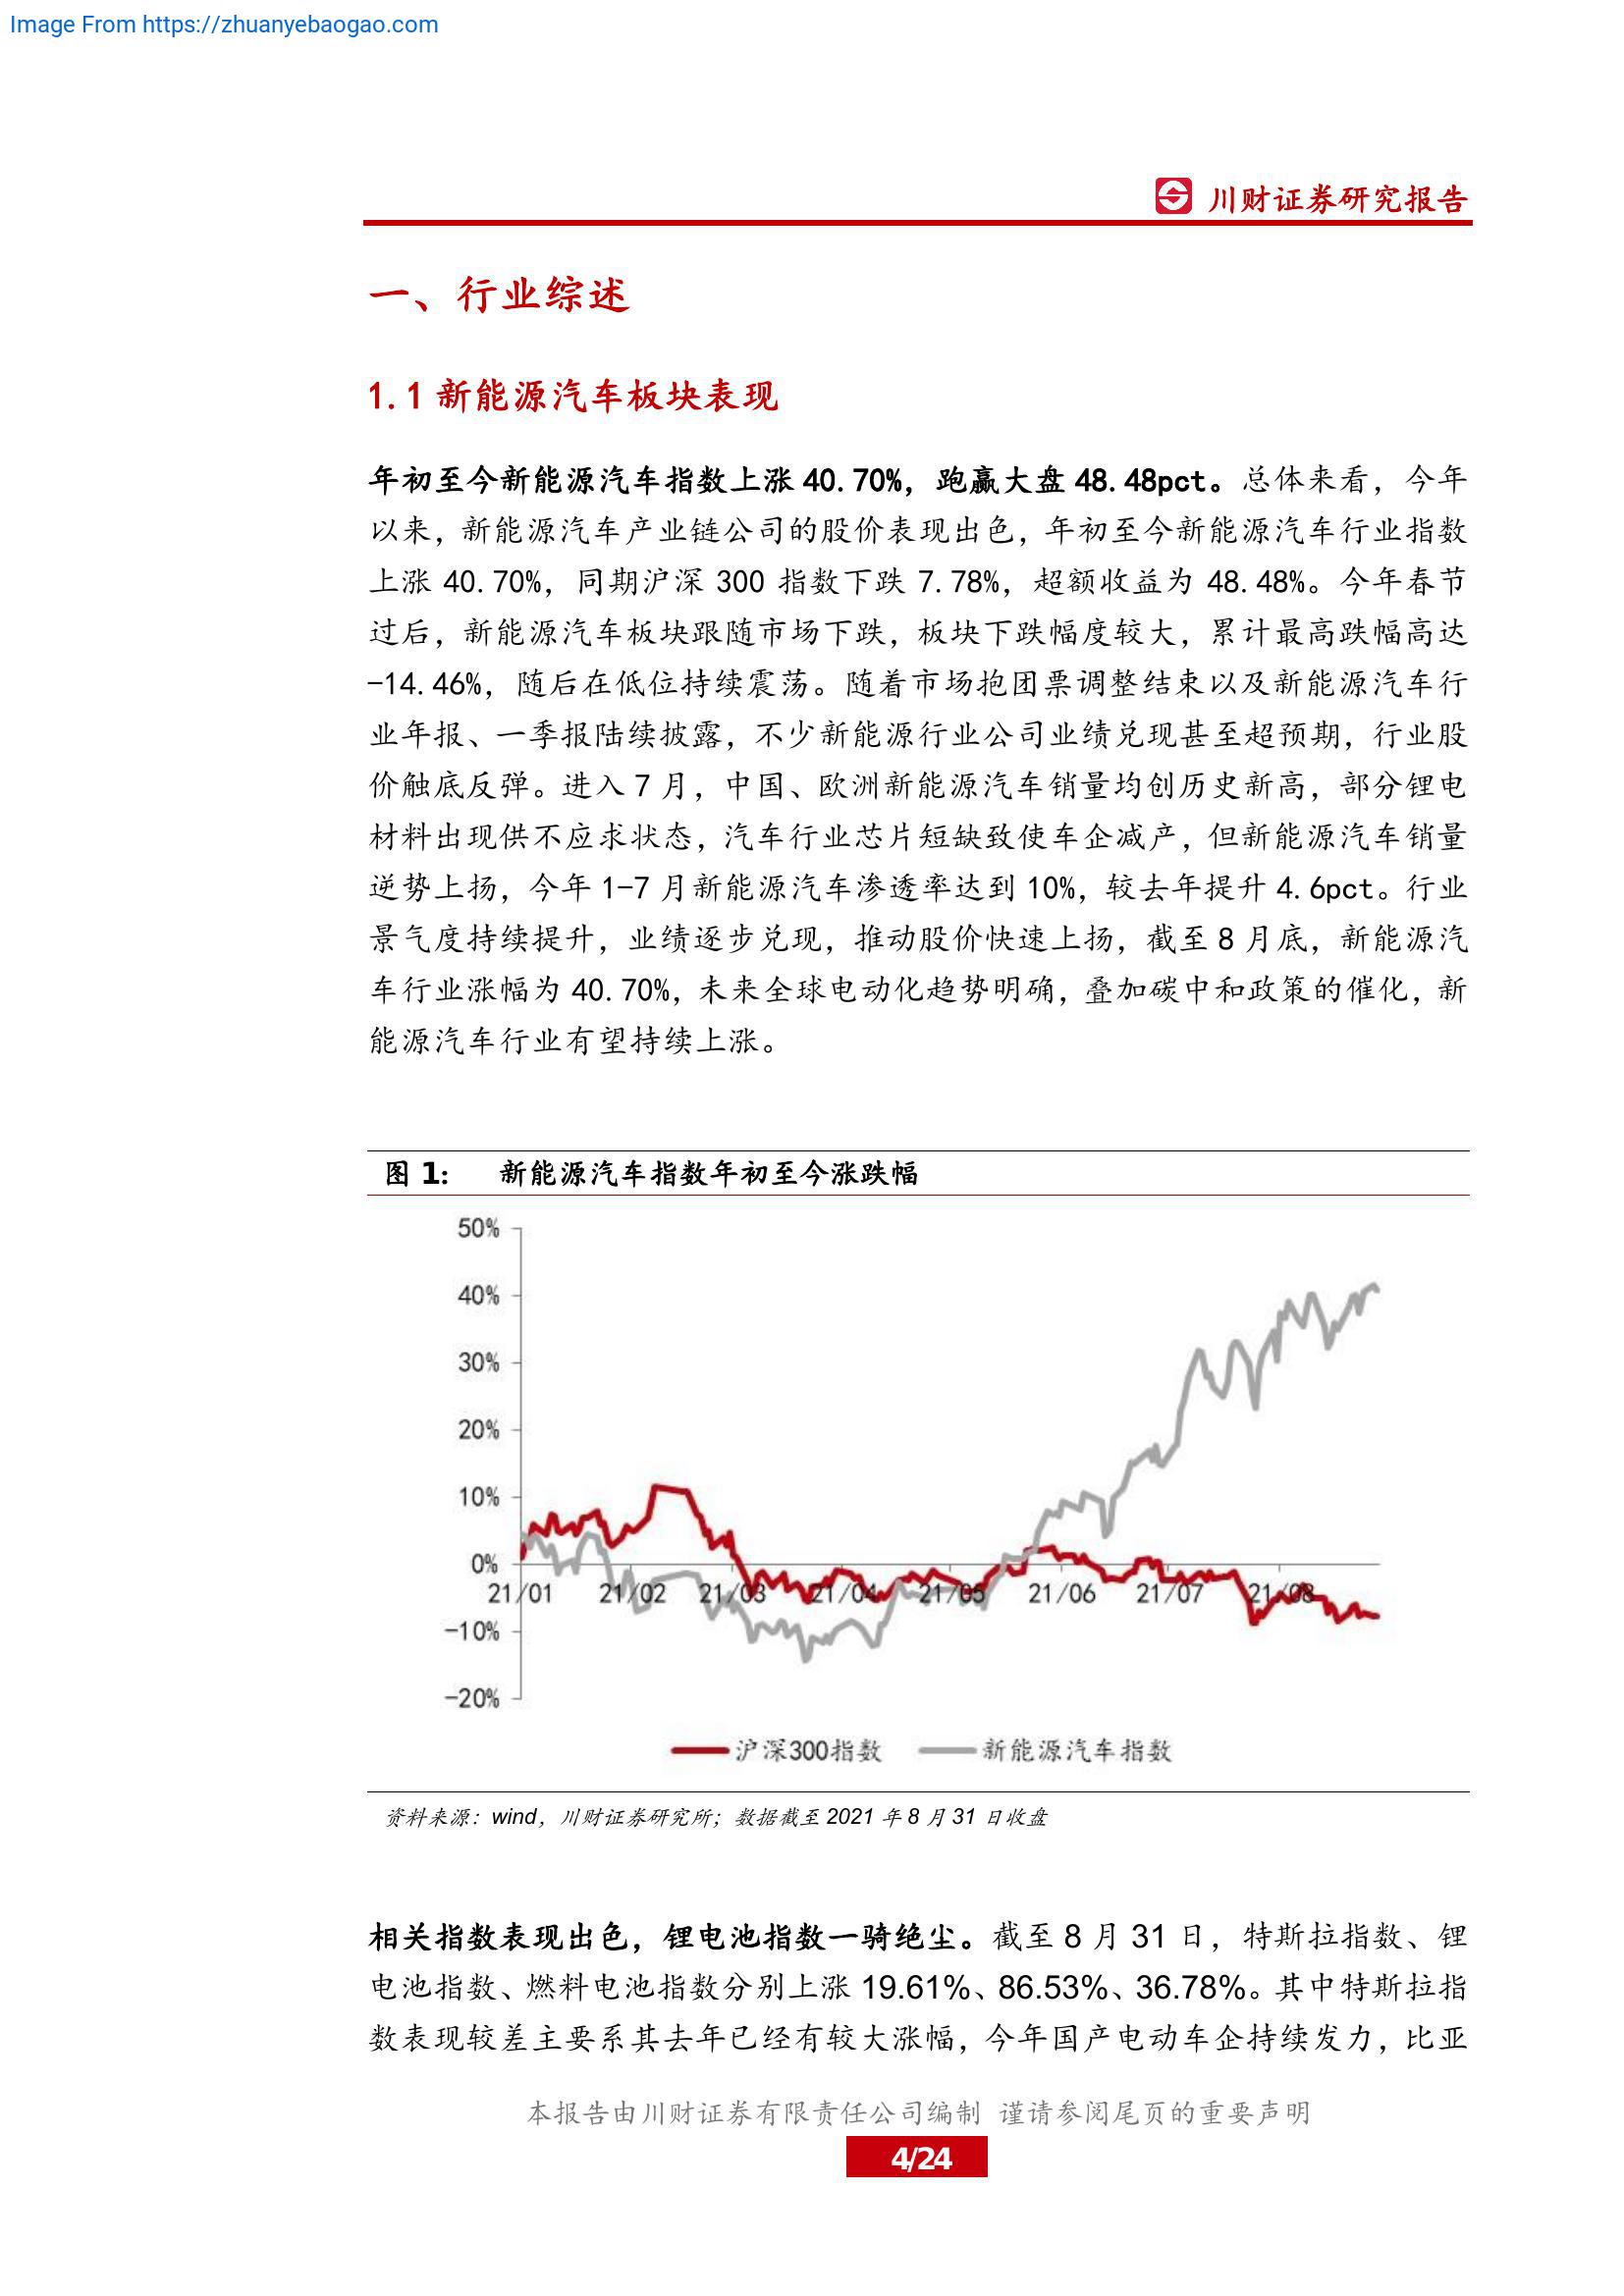 Image From https://zhuanyebaogao.com
川财证券研究报告
一、行业综述
1.1 新能源汽车板块表现
年初至今新能源汽车指数上涨 40.70%，跑赢大盘 48.48pct。总体来看，今年
以来，新能源汽车产业链公司的股价表现出色，年初至今新能源汽车行业指数
上涨 40.70%，同期沪深 300 指数下跌 7.78%，超额收益为 48.48%。今年春节
过后，新能源汽车板块跟随市场下跌，板块下跌幅度较大，累计最高跌幅高达
-14.46%，随后在低位持续震荡。随着市场抱团票调整结束以及新能源汽车行
业年报、一季报陆续披露，不少新能源行业公司业绩兑现甚至超预期，行业股
价触底反弹。进入 7 月，中国、欧洲新能源汽车销量均创历史新高，部分锂电
材料出现供不应求状态，汽车行业芯片短缺致使车企减产，但新能源汽车销量
逆势上扬，今年 1-7 月新能源汽车渗透率达到 10%，较去年提升 4.6pct。行业
景气度持续提升，业绩逐步兑现，推动股价快速上扬，截至 8 月底，新能源汽
车行业涨幅为 40.70%，未来全球电动化趋势明确，叠加碳中和政策的催化，新
能源汽车行业有望持续上涨。
图 1： 新能源汽车指数年初至今涨跌幅
50%
40%
30%
20%
10%
0%
21/01 21/02 21/03 21/04 21/05 21/06 21/07 21/08
-10%
-20%
沪深300指数 新能源汽车指数
资料来源：wind，川财证券研究所；数据截至 2021 年 8 月 31 日收盘
相关指数表现出色，锂电池指数一骑绝尘。截至 8 月 31 日，特斯拉指数、锂
电池指数、燃料电池指数分别上涨 19.61%、86.53%、36.78%。其中特斯拉指
数表现较差主要系其去年已经有较大涨幅，今年国产电动车企持续发力，比亚
本报告由川财证券有限责任公司编制 谨请参阅尾页的重要声明
4/24